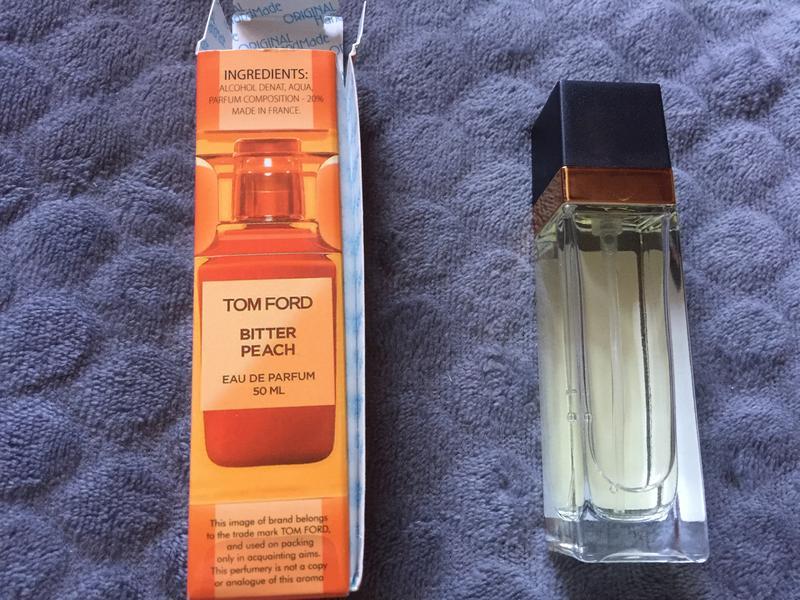 ORIGINAL
ORIGINAL
INGREDIENTS:
ALCOHOL DENAT, AQUA,
PARFUM COMPOSITION - 20%
MADE IN FRANCE.
TOM FORD
BITTER
PEACH
EAU DE PARFUM
50 ML
This image of brand belongs
to the trade mark TOM FORD,
and used on packing
only in acquainting aims.
This perfumery is not a copy
or analogue of this aroma